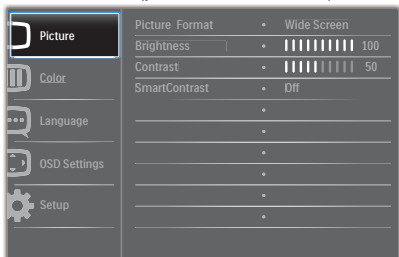 Picture
Color
Language
OSD Settings
Setup
Picture Format • Wide Screen
Brightness • 100
Contrast • 50
SmartContrast • Off
•
•
•
•
•
•